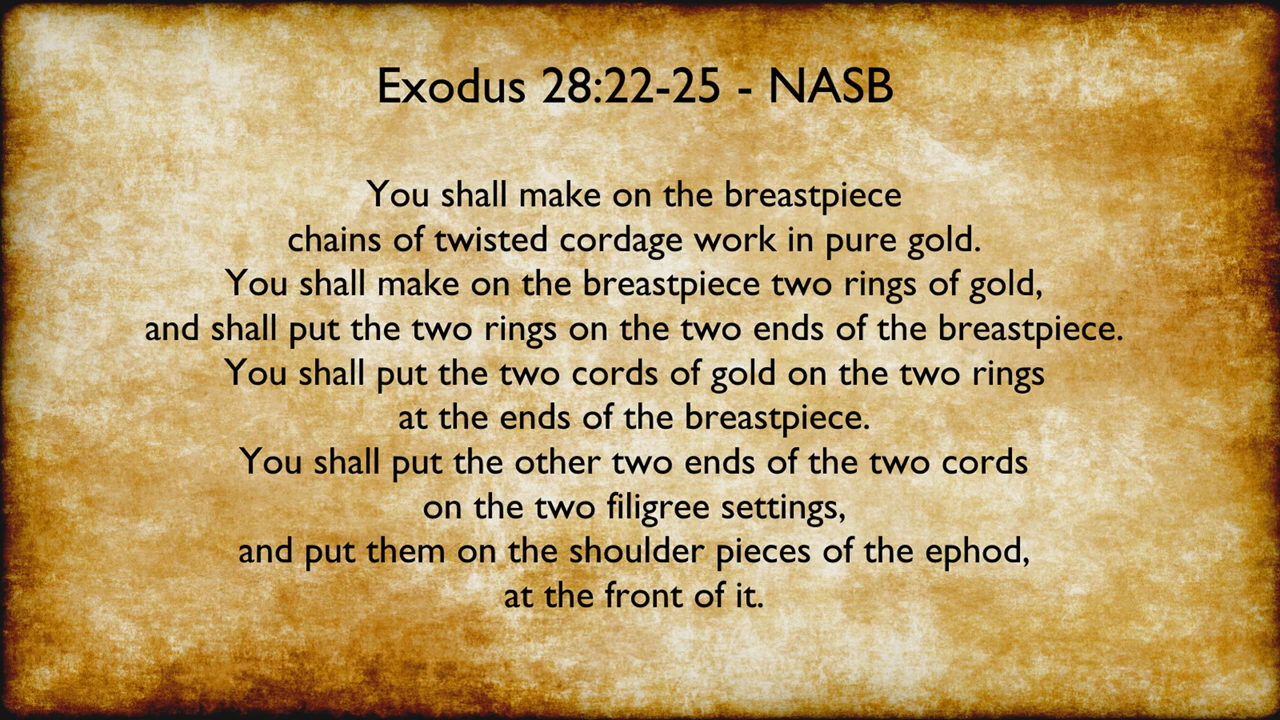 Exodus 28:22-25 - NASB
You shall make on the breastpiece
chains of twisted cordage work in pure gold.
You shall make on the breastpiece two rings of gold,
and shall put the two rings on the two ends of the breastpiece.
You shall put the two cords of gold on the two rings
at the ends of the breastpiece.
You shall put the other two ends of the two cords
on the two filigree settings,
and put them on the shoulder pieces of the ephod,
at the front of it.